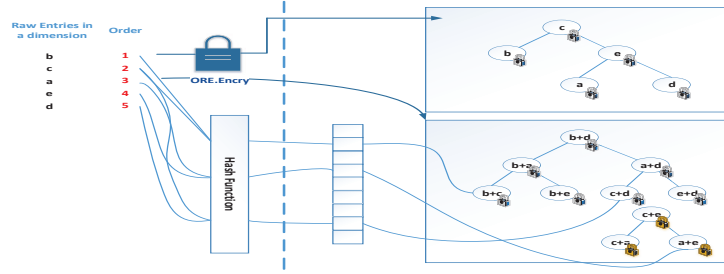 Raw Entries in
a dimension
Order
b 1
c 2
a 3
e 4
d 5
ORE.Encry
Hash Function
c
b
e
a
d
b+d
b+a
a+d
b+c
b+e
c+d
e+d
c+e
c+a
a+e